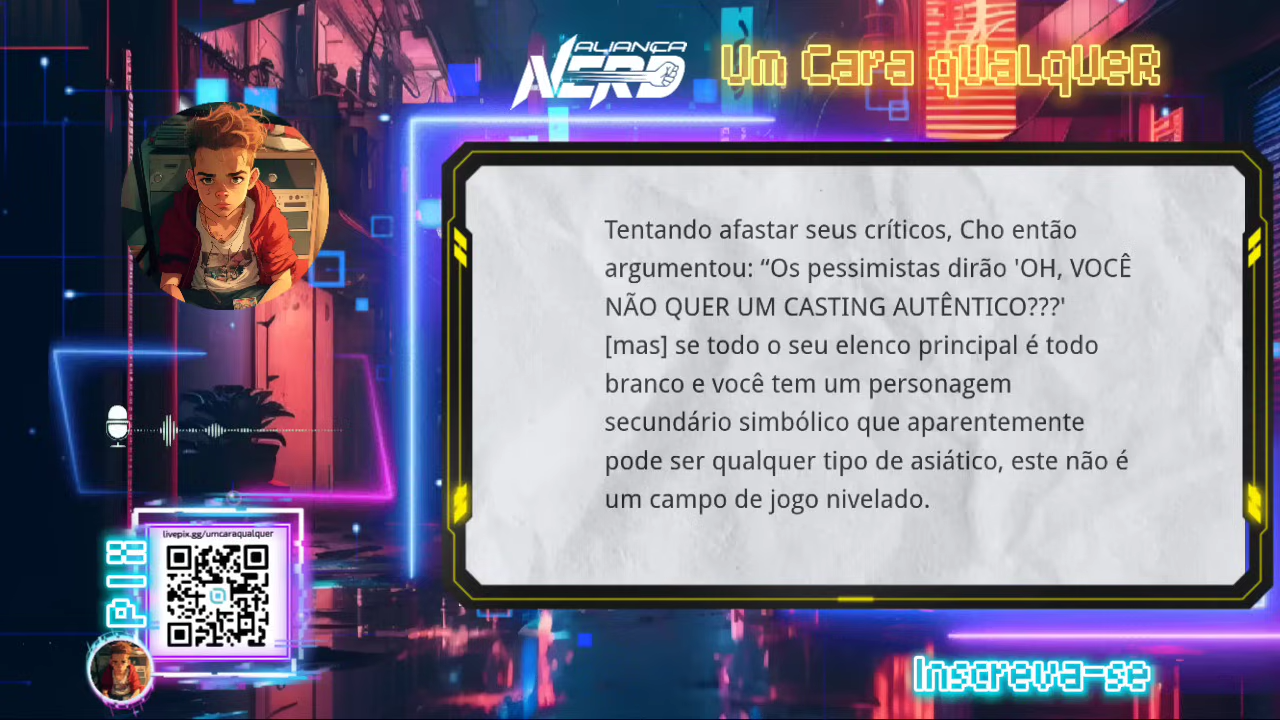 ALIANÇA
NERD
Um Cara qUaLqUeR
Tentando afastar seus críticos, Cho então
argumentou: “Os pessimistas dirão 'OH, VOCÊ
NÃO QUER UM CASTING AUTÊNTICO???'
[mas] se todo o seu elenco principal é todo
branco e você tem um personagem
secundário simbólico que aparentemente
pode ser qualquer tipo de asiático, este não é
um campo de jogo nivelado.
livepix.gg/umcaraqualquer
PIX
Inscreva-se